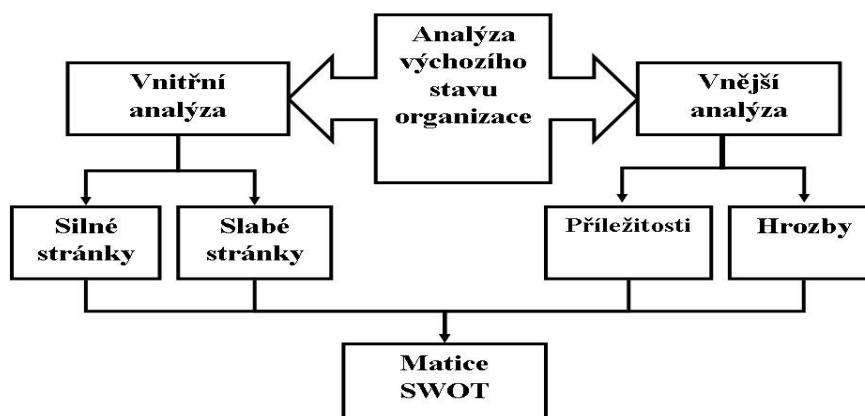 Analýza
výchozího
stavu
organizace
Vnitřní
analýza
Vnější
analýza
Silné
stránky
Slabé
stránky
Příležitosti
Hrozby
Matice
SWOT